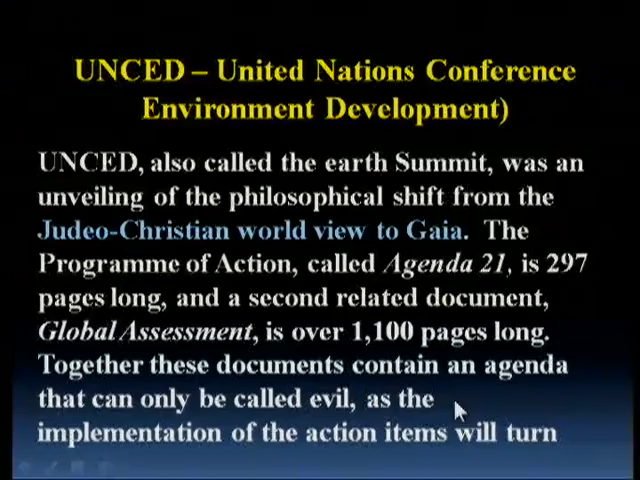 UNCED – United Nations Conference
Environment Development)
UNCED, also called the earth Summit, was an
unveiling of the philosophical shift from the
Judeo-Christian world view to Gaia. The
Programme of Action, called Agenda 21, is 297
pages long, and a second related document,
Global Assessment, is over 1,100 pages long.
Together these documents contain an agenda
that can only be called evil, as the
implementation of the action items will turn